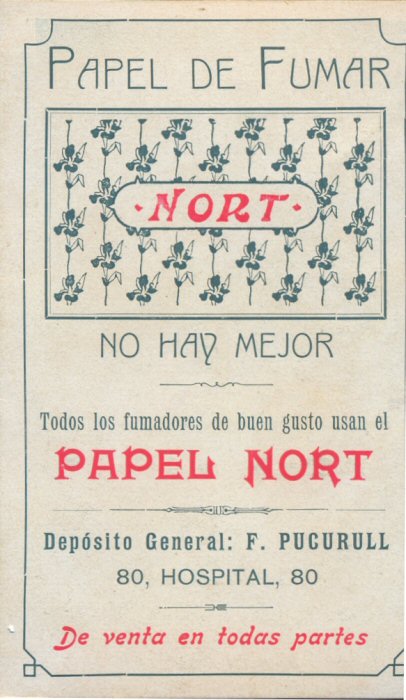 PAPEL DE FUMAR
·NORT·
NO HAY MEJOR
Todos los fumadores de buen gusto usan el
PAPEL NORT
Depósito General: F. PUCURULL
80, HOSPITAL, 80
De venta en todas partes